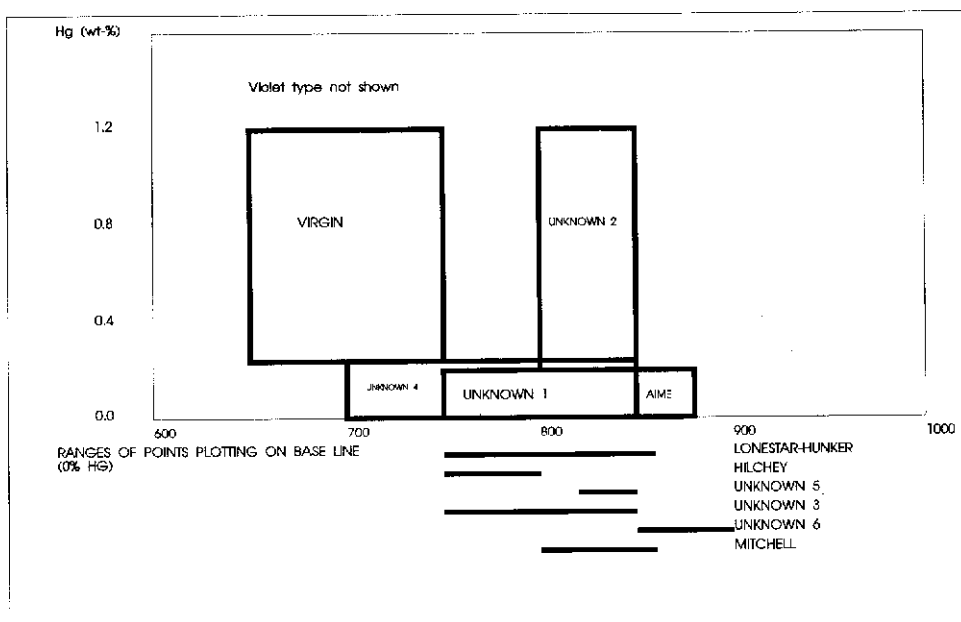 Hg (wt-%)
Violet type not shown
1.2
VIRGIN
0.8
UNKNOWN 2
0.4
UNKNOWN 4
UNKNOWN 1
AIME
0.0
600
700
800
900
1000
RANGES OF POINTS PLOTTING ON BASE LINE
(0% HG)
LONESTAR-HUNKER
HILCHEY
UNKNOWN 5
UNKNOWN 3
UNKNOWN 6
MITCHELL